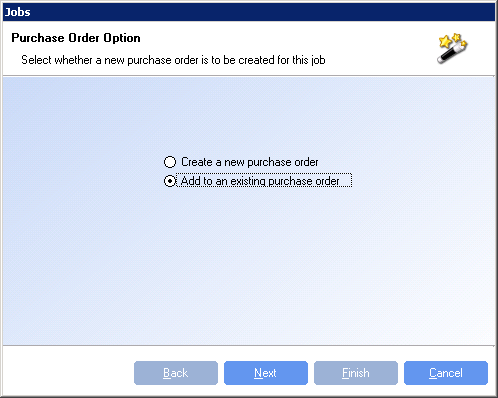 Jobs
Purchase Order Option
Select whether a new purchase order is to be created for this job
Create a new purchase order
Add to an existing purchase order
Back Next Finish Cancel